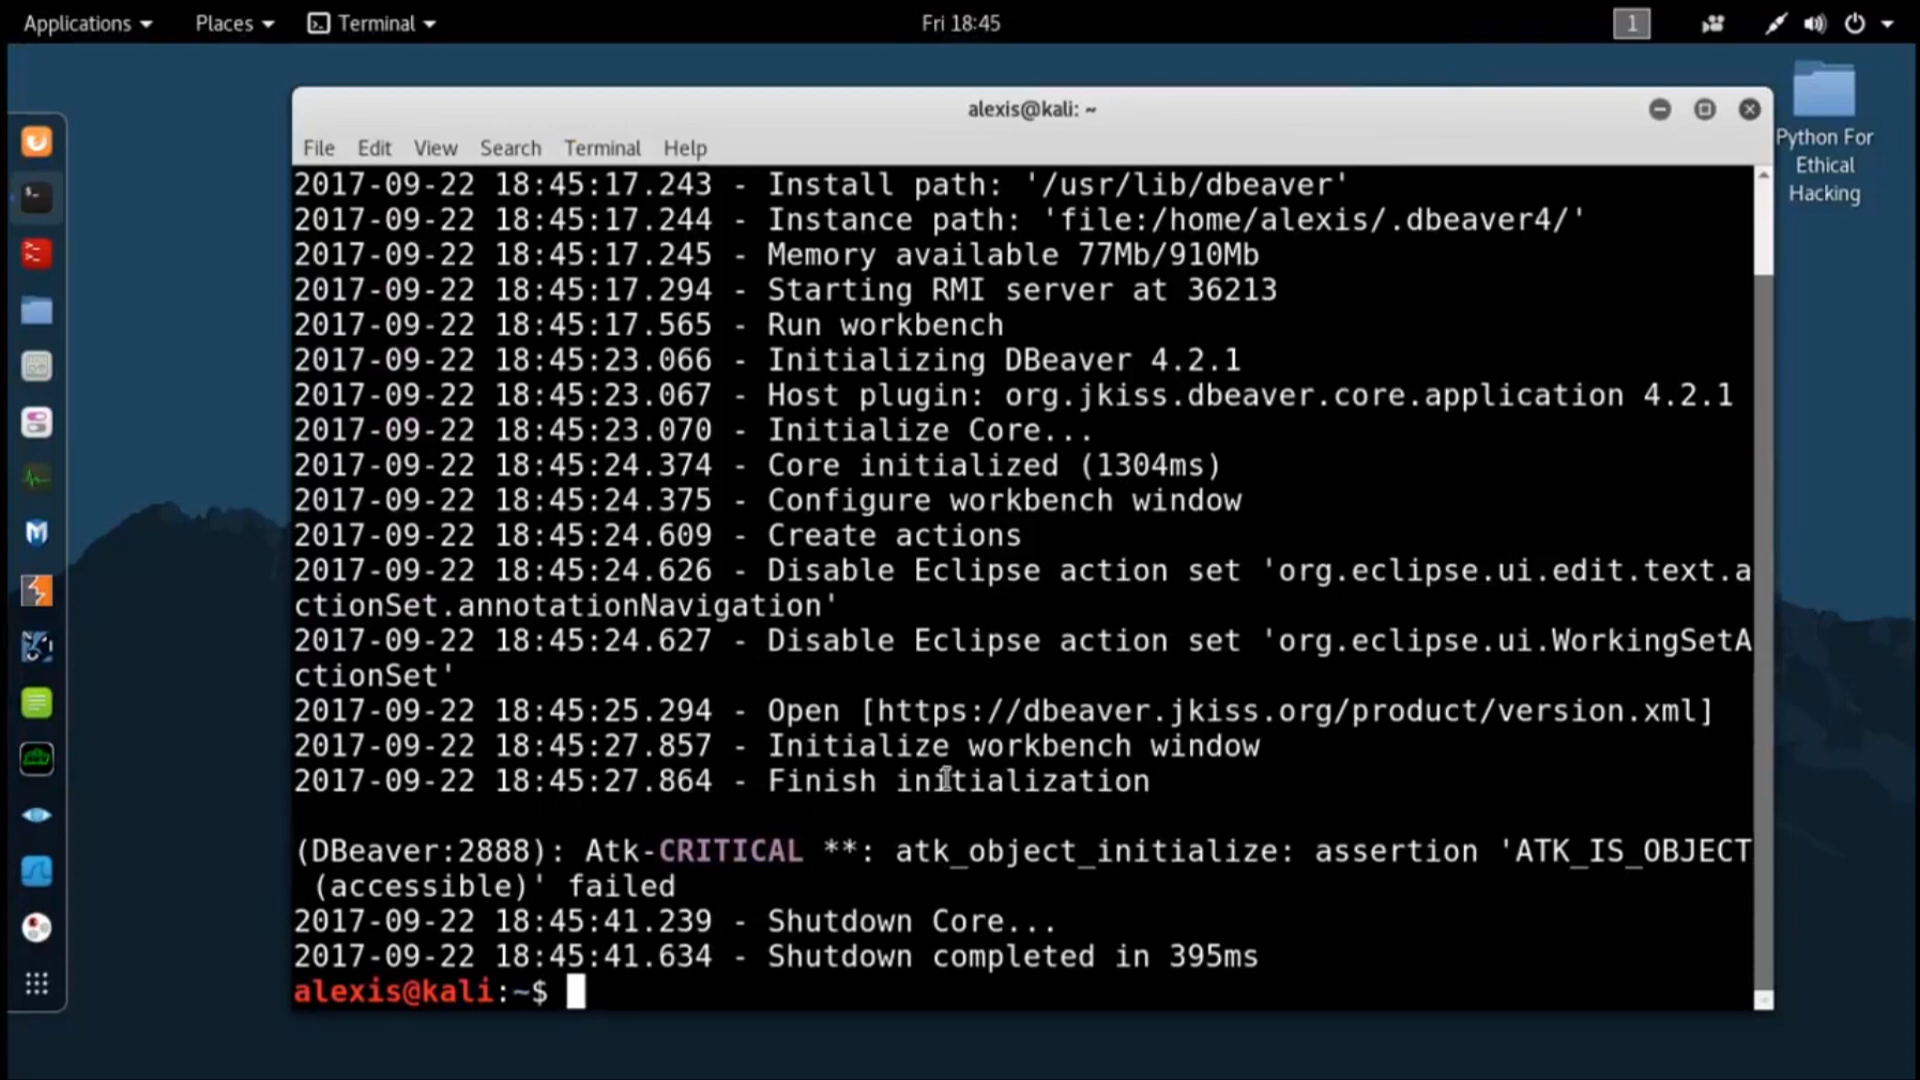 Applications Places Terminal Fri 18:45 1
alexis@kali: ~
File Edit View Search Terminal Help
2017-09-22 18:45:17.243 - Install path: '/usr/lib/dbeaver'
2017-09-22 18:45:17.244 - Instance path: 'file:/home/alexis/.dbeaver4/'
2017-09-22 18:45:17.245 - Memory available 77Mb/910Mb
2017-09-22 18:45:17.294 - Starting RMI server at 36213
2017-09-22 18:45:17.565 - Run workbench
2017-09-22 18:45:23.066 - Initializing DBeaver 4.2.1
2017-09-22 18:45:23.067 - Host plugin: org.jkiss.dbeaver.core.application 4.2.1
2017-09-22 18:45:23.070 - Initialize Core...
2017-09-22 18:45:24.374 - Core initialized (1304ms)
2017-09-22 18:45:24.375 - Configure workbench window
2017-09-22 18:45:24.609 - Create actions
2017-09-22 18:45:24.626 - Disable Eclipse action set 'org.eclipse.ui.edit.text.a
ctionSet.annotationNavigation'
2017-09-22 18:45:24.627 - Disable Eclipse action set 'org.eclipse.ui.WorkingSetA
ctionSet'
2017-09-22 18:45:25.294 - Open [https://dbeaver.jkiss.org/product/version.xml]
2017-09-22 18:45:27.857 - Initialize workbench window
2017-09-22 18:45:27.864 - Finish initialization
(DBeaver:2888): Atk-CRITICAL **: atk_object_initialize: assertion 'ATK_IS_OBJECT
(accessible)' failed
2017-09-22 18:45:41.239 - Shutdown Core...
2017-09-22 18:45:41.634 - Shutdown completed in 395ms
alexis@kali:~$
Python For
Ethical
Hacking